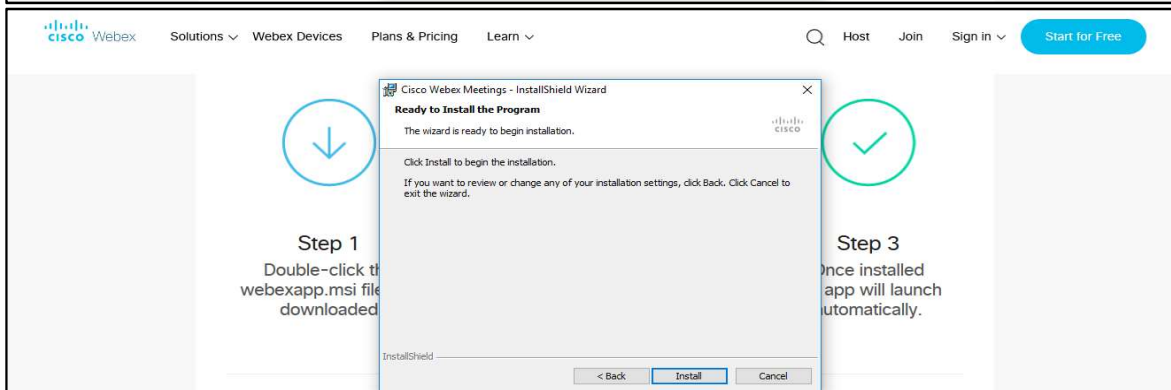 cisco Webex Solutions Webex Devices Plans & Pricing Learn Host Join Sign in Start for Free
Cisco Webex Meetings - InstallShield Wizard
Ready to Install the Program
The wizard is ready to begin installation.
cisco
Click Install to begin the installation.
If you want to review or change any of your installation settings, click Back. Click Cancel to
exit the wizard.
Step 1
Double-click
webexapp.msi file
downloaded
Step 3
Once installed
app will launch
automatically.
InstallShield
< Back Install Cancel